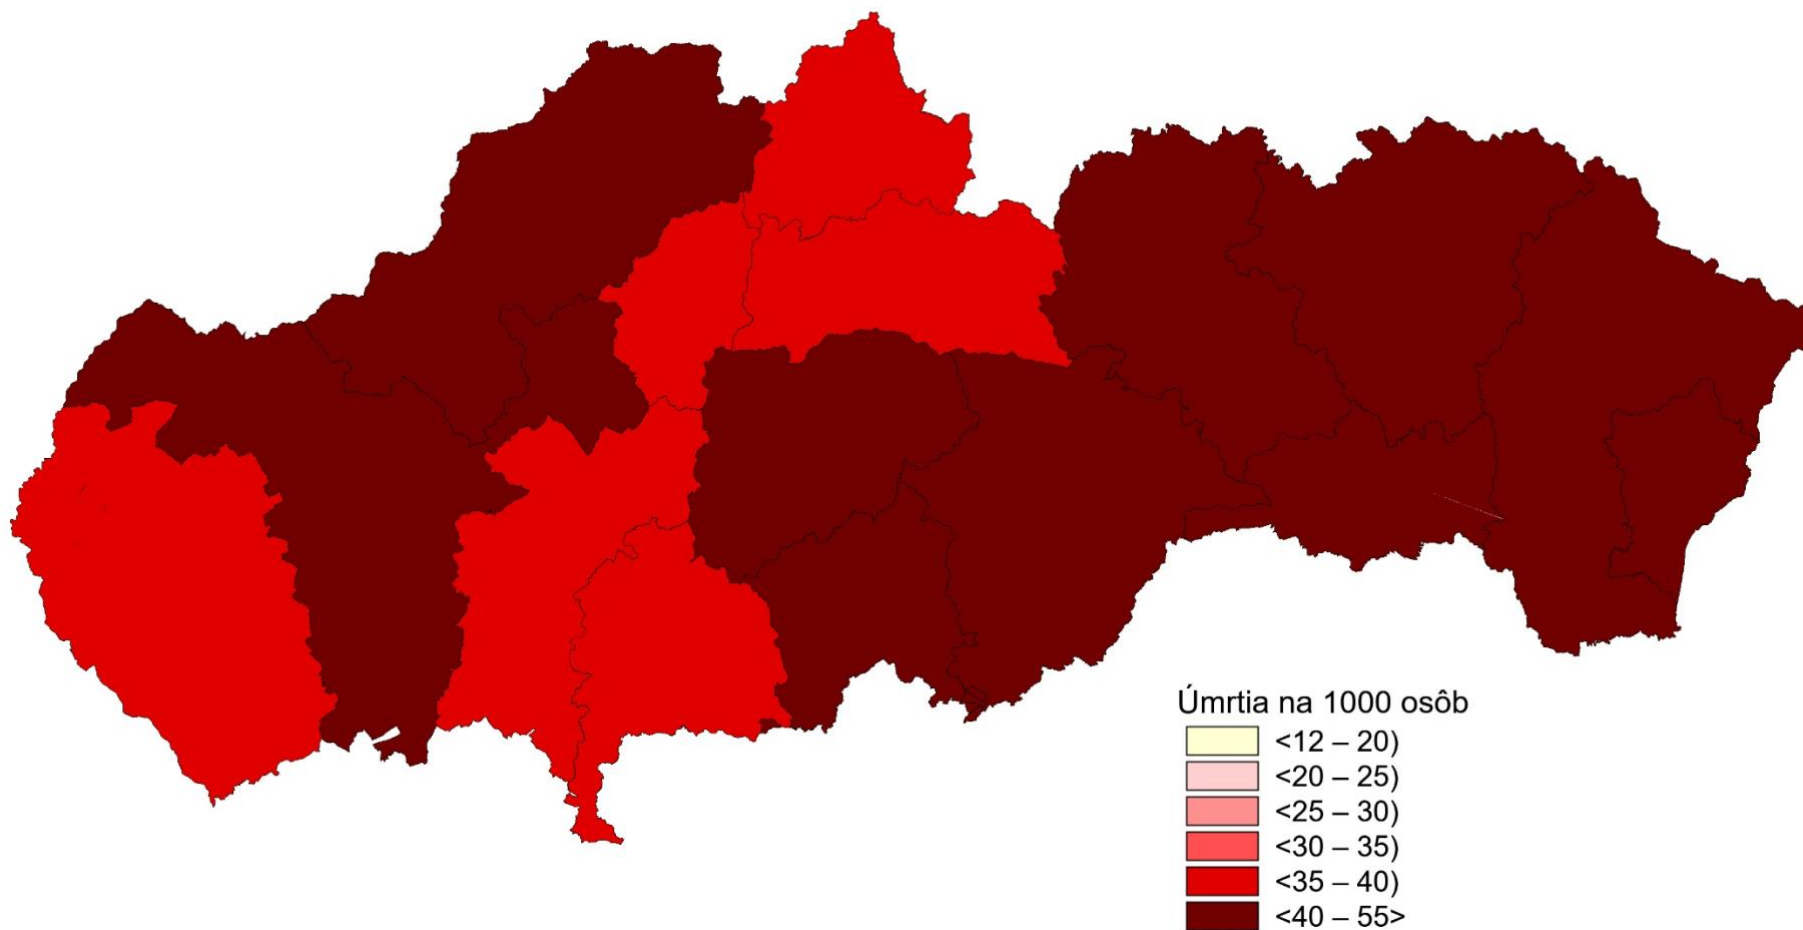 Úmrtia na 1000 osôb
<12 – 20)
<20 – 25)
<25 – 30)
<30 – 35)
<35 – 40)
<40 – 55>